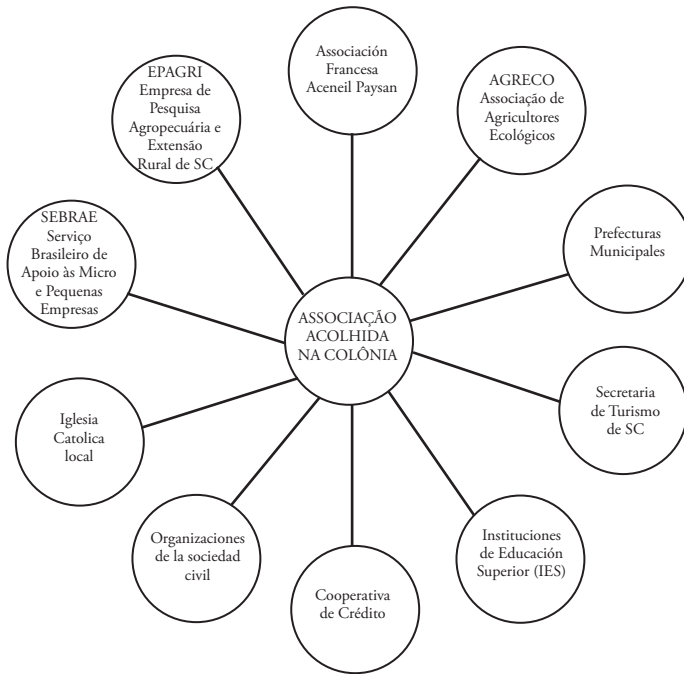 Associación
Francesa
Aceneil Paysan
EPAGRI
Empresa de
Pesquisa
Agropecuária e
Extensão
Rural de SC
AGRECO
Associação de
Agricultores
Ecológicos
SEBRAE
Serviço
Brasileiro de
Apoio às Micro
e Pequenas
Empresas
Prefecturas
Municipales
ASSOCIAÇÃO
ACOLHIDA
NA COLÔNIA
Secretaria
de Turismo
de SC
Iglesia
Catolica
local
Organizaciones
de la sociedad
civil
Instituciones
de Educación
Superior (IES)
Cooperativa
de Crédito